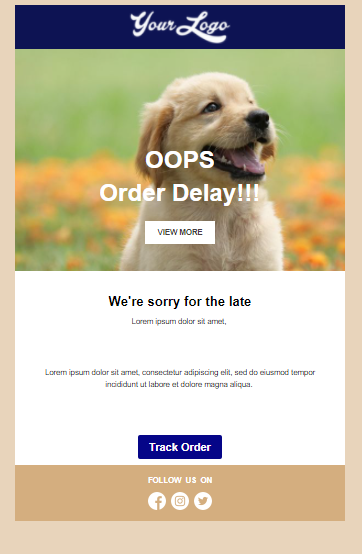 Your Logo
OOPS
Order Delay!!!
VIEW MORE
We're sorry for the late
Lorem ipsum dolor sit amet,
Lorem ipsum dolor sit amet, consectetur adipiscing elit, sed do eiusmod tempor
incididunt ut labore et dolore magna aliqua.
Track Order
FOLLOW US ON